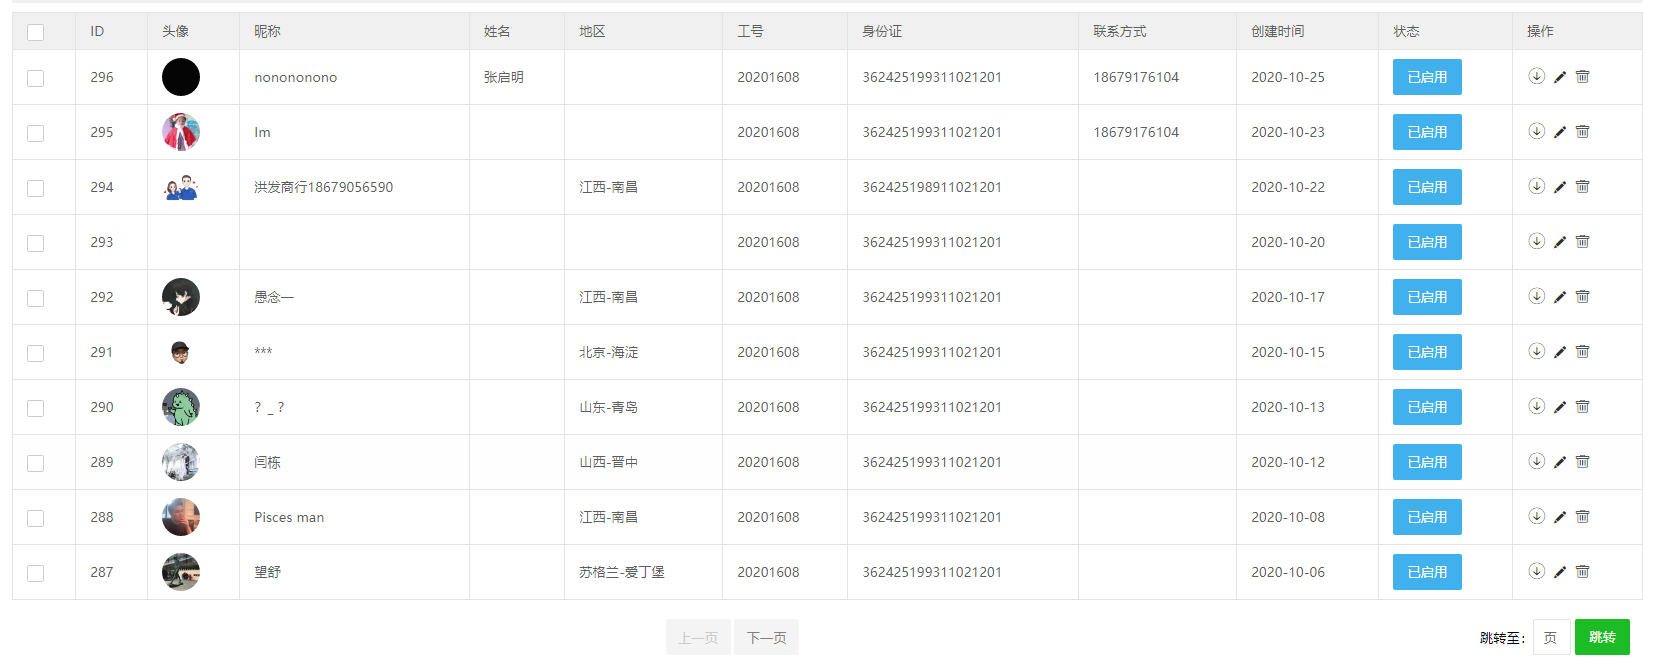 ID 头像 昵称 姓名 地区 工号 身份证 联系方式 创建时间 状态 操作
296 nonononono 张启明 20201608 362425199311021201 18679176104 2020-10-25 已启用
295 Im 20201608 362425199311021201 18679176104 2020-10-23 已启用
294 洪发商行18679056590 江西-南昌 20201608 362425198911021201 2020-10-22 已启用
293 20201608 362425199311021201 2020-10-20 已启用
292 愚念一 江西-南昌 20201608 362425199311021201 2020-10-17 已启用
291 *** 北京-海淀 20201608 362425199311021201 2020-10-15 已启用
290 ? _ ? 山东-青岛 20201608 362425199311021201 2020-10-13 已启用
289 闫栋 山西-晋中 20201608 362425199311021201 2020-10-12 已启用
288 Pisces man 江西-南昌 20201608 362425199311021201 2020-10-08 已启用
287 望舒 苏格兰-爱丁堡 20201608 362425199311021201 2020-10-06 已启用
上一页 下一页 跳转至: 页 跳转